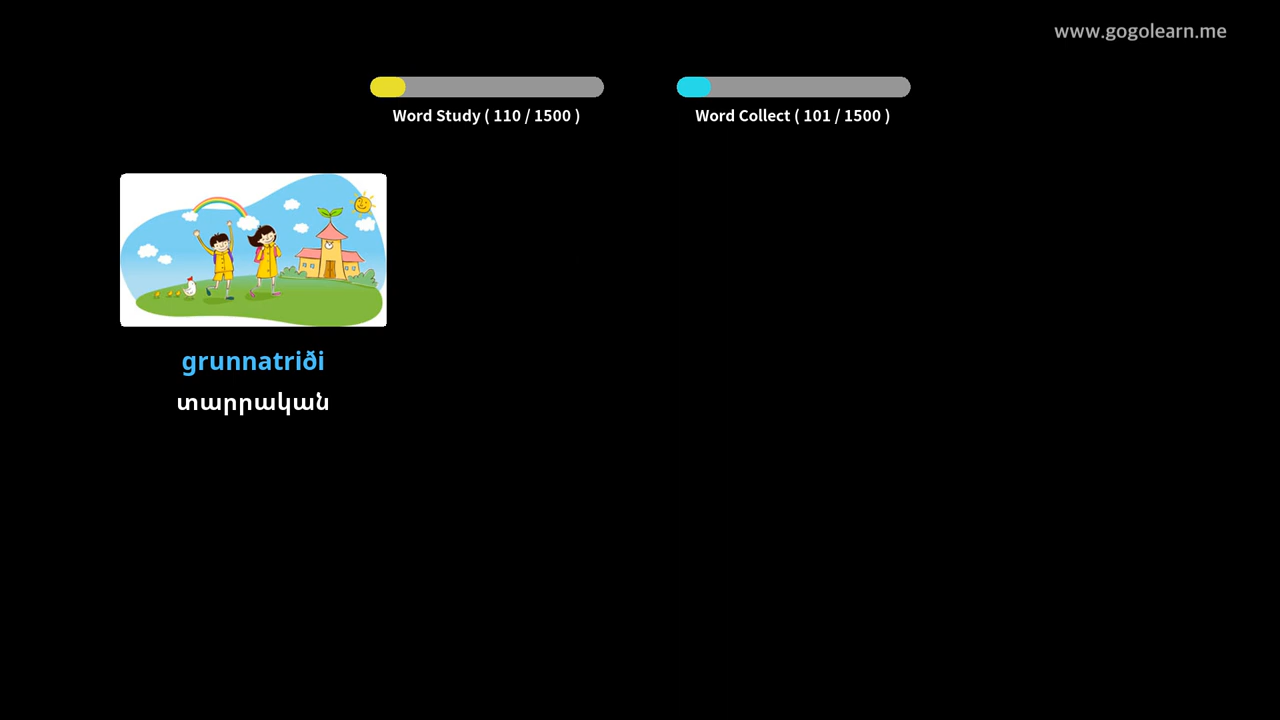 www.gogolearn.me
Word Study ( 110 / 1500 )
Word Collect ( 101 / 1500 )
grunnatriði
տարրական